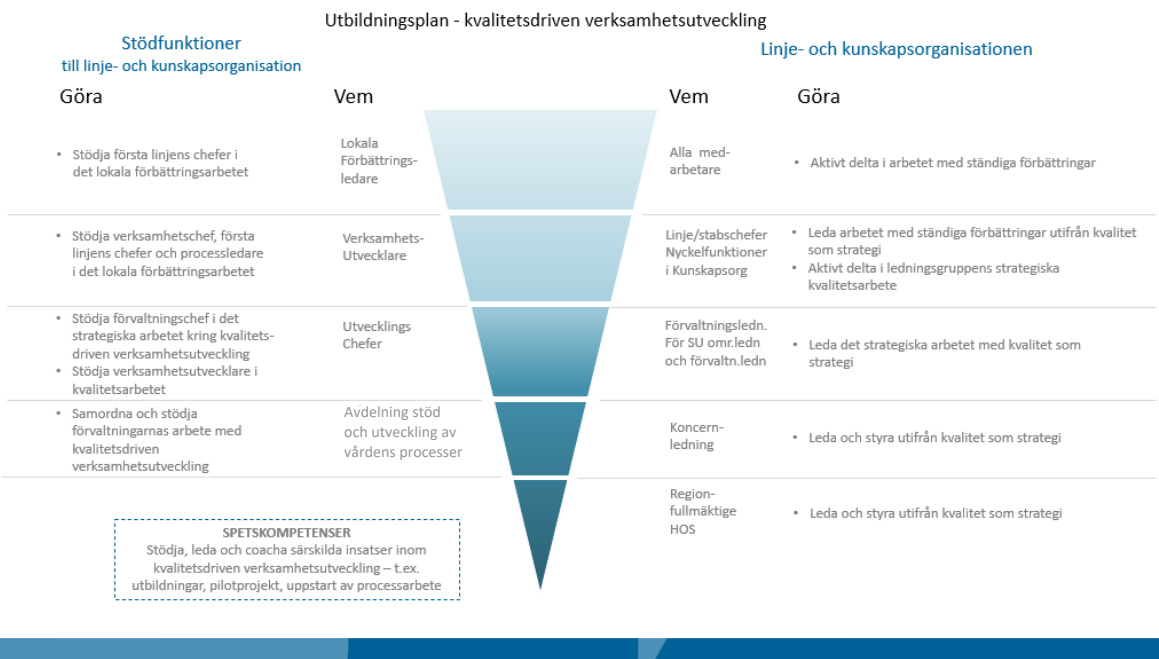 Utbildningsplan - kvalitetsdriven verksamhetsutveckling
Stödfunktioner
till linje- och kunskapsorganisation
Linje- och kunskapsorganisationen
Göra
Vem
Vem
Göra
• Stödja första linjens chefer i
det lokala förbättringsarbetet
Lokala
Förbättrings-
ledare
Alla med-
arbetare
• Aktivt delta i arbetet med ständiga förbättringar
• Stödja verksamhetschef, första
linjens chefer och processledare
i det lokala förbättringsarbetet
Verksamhets-
Utvecklare
Linje/stabschefer
Nyckelfunktioner
i Kunskapsorg
• Leda arbetet med ständiga förbättringar utifrån kvalitet
som strategi
• Aktivt delta i ledningsgruppens strategiska
kvalitetsarbete
• Stödja förvaltningschef i det
strategiska arbetet kring kvalitets-
driven verksamhetsutveckling
• Stödja verksamhetsutvecklare i
kvalitetsarbetet
Utvecklings
Chefer
Förvaltningsledn.
För SU omr.ledn
och förvaltn.ledn
• Leda det strategiska arbetet med kvalitet som
strategi
• Samordna och stödja
förvaltningarnas arbete med
kvalitetsdriven
verksamhetsutveckling
Avdelning stöd
och utveckling av
vårdens processer
Koncern-
ledning
• Leda och styra utifrån kvalitet som strategi
Region-
fullmäktige
HOS
• Leda och styra utifrån kvalitet som strategi
SPETSKOMPETENSER
Stödja, leda och coacha särskilda insatser inom
kvalitetsdriven verksamhetsutveckling – t.ex.
utbildningar, pilotprojekt, uppstart av processarbete